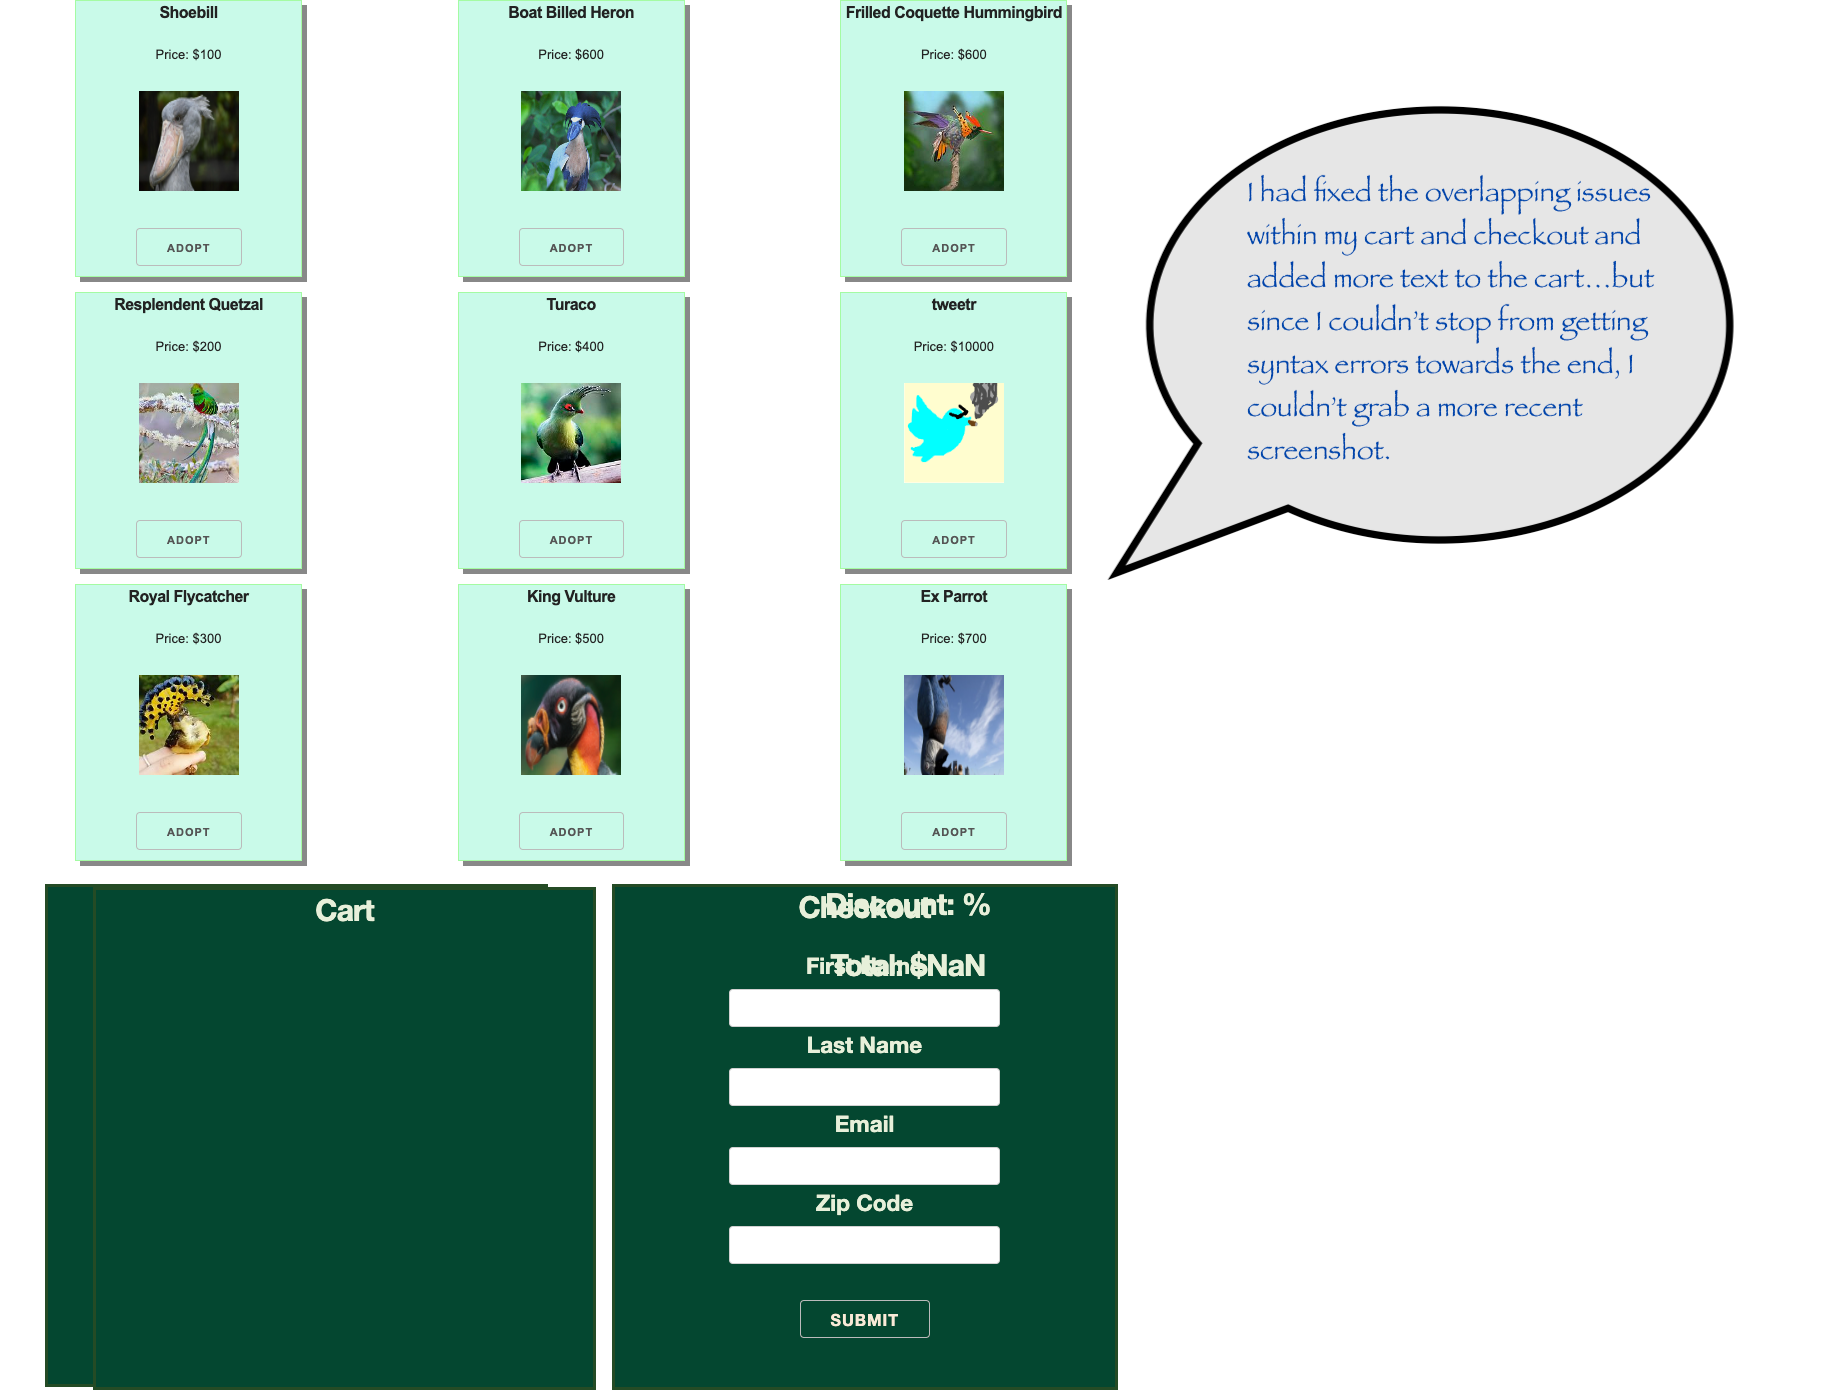 Shoebill
Price: $100
ADOPT
Boat Billed Heron
Price: $600
ADOPT
Frilled Coquette Hummingbird
Price: $600
ADOPT
Resplendent Quetzal
Price: $200
ADOPT
Turaco
Price: $400
ADOPT
tweetr
Price: $10000
ADOPT
Royal Flycatcher
Price: $300
ADOPT
King Vulture
Price: $500
ADOPT
Ex Parrot
Price: $700
ADOPT
I had fixed the overlapping issues
within my cart and checkout and
added more text to the cart...but
since I couldn't stop from getting
syntax errors towards the end, I
couldn't grab a more recent
screenshot.
Cart
Checkout
Discount: %
Total: $NaN
First Name
Last Name
Email
Zip Code
SUBMIT